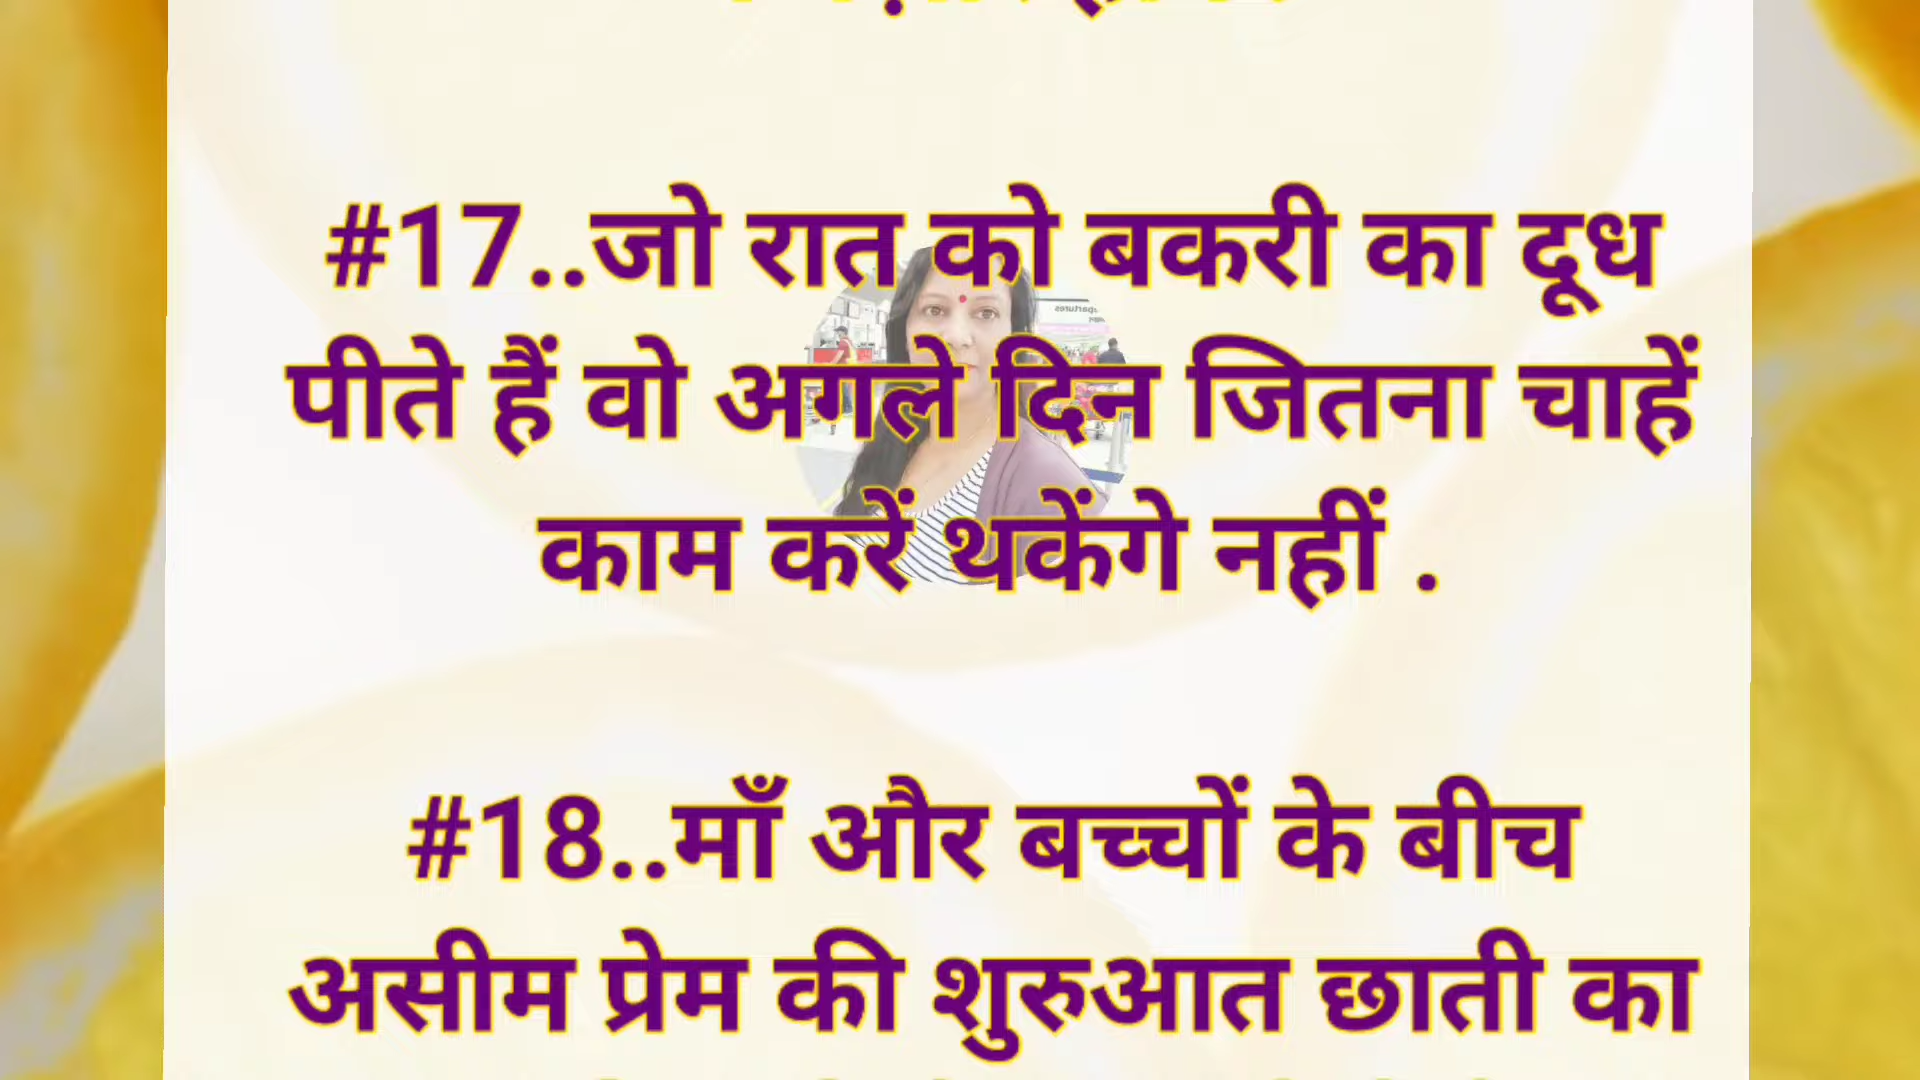 #17..जो रात को बकरी का दूध
पीते हैं वो अगले दिन जितना चाहें
काम करें थकेंगे नहीं .
#18..माँ और बच्चों के बीच
असीम प्रेम की शुरुआत छाती का